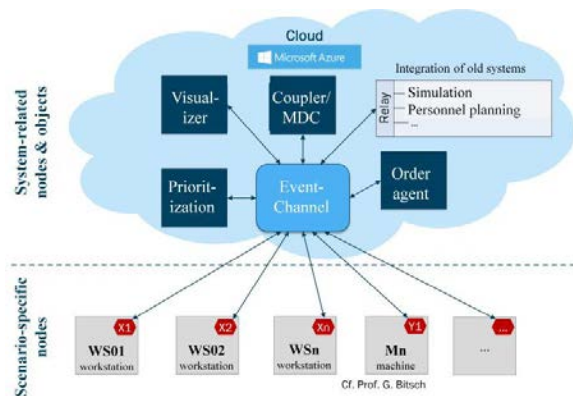 Cloud
Microsoft Azure
Integration of old systems
Visual-
izer
Coupler/
MDC
Relay
Simulation
Personnel planning
...
System-related
nodes & objects
Priorit-
ization
Event-
Channel
Order
agent
Scenario-specific
nodes
X1
WS01
workstation
X2
WS02
workstation
Xn
WSn
workstation
Y1
Mn
machine
...
...
Cf. Prof. G. Bitsch